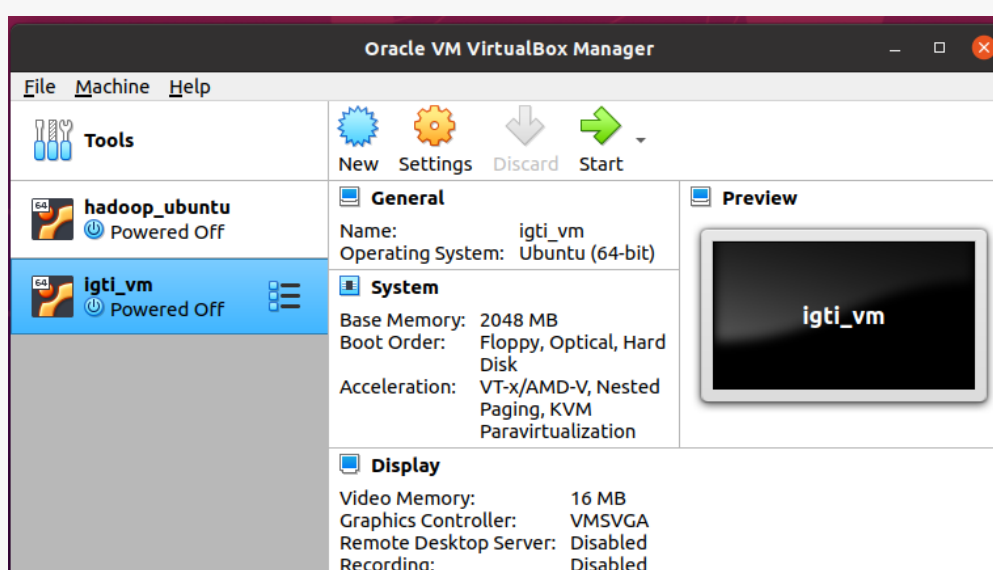 Oracle VM VirtualBox Manager
File Machine Help
Tools
New Settings Discard Start
64
hadoop_ubuntu
Powered Off
64
igti_vm
Powered Off
General
Name: igti_vm
Operating System: Ubuntu (64-bit)
System
Base Memory: 2048 MB
Boot Order: Floppy, Optical, Hard
Disk
Acceleration: VT-x/AMD-V, Nested
Paging, KVM
Paravirtualization
Preview
igti_vm
Display
Video Memory: 16 MB
Graphics Controller: VMSVGA
Remote Desktop Server: Disabled
Recording: Disabled